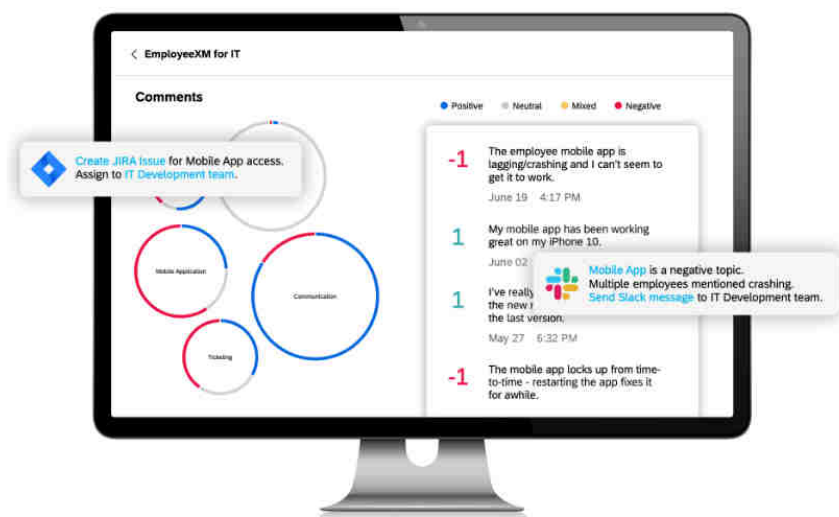 < EmployeeXM for IT
Comments
Positive
Neutral
Mixed
Negative
Create JIRA Issue for Mobile App access.
Assign to IT Development team.
Mobile Application
Communication
Ticketing
-1
The employee mobile app is
lagging/crashing and I can't seem to
get it to work.
June 19 4:17 PM
1
My mobile app has been working
great on my iPhone 10.
June 02
1
I've really
the new
the last version.
May 27 6:32 PM
-1
The mobile app locks up from time-
to-time - restarting the app fixes it
for awhile.
Mobile App is a negative topic.
Multiple employees mentioned crashing.
Send Slack message to IT Development team.